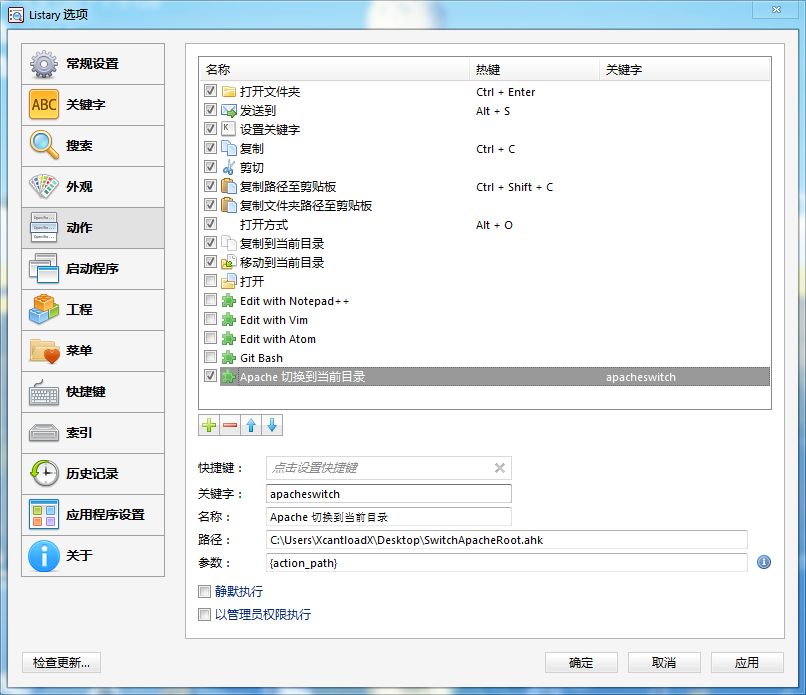 Listary 选项
常规设置
ABC 关键字
搜索
外观
动作
启动程序
工程
菜单
快捷键
索引
历史记录
应用程序设置
关于
名称 热键 关键字
打开文件夹 Ctrl + Enter
发送到 Alt + S
设置关键字
复制 Ctrl + C
剪切
复制路径至剪贴板 Ctrl + Shift + C
复制文件夹路径至剪贴板
打开方式 Alt + O
复制到当前目录
移动到当前目录
打开
Edit with Notepad++
Edit with Vim
Edit with Atom
Git Bash
Apache 切换到当前目录 apacheswitch
快捷键： 点击设置快捷键
关键字： apacheswitch
名称： Apache 切换到当前目录
路径： C:\Users\XcantloadX\Desktop\SwitchApacheRoot.ahk
参数： {action_path}
静默执行
以管理员权限执行
检查更新... 确定 取消 应用